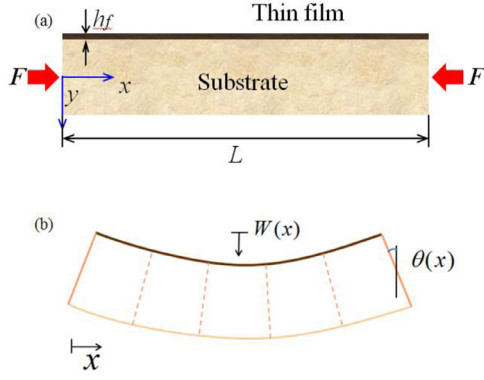 (a) hf Thin film
F Substrate F
x
y
L
(b) W(x)
θ(x)
x